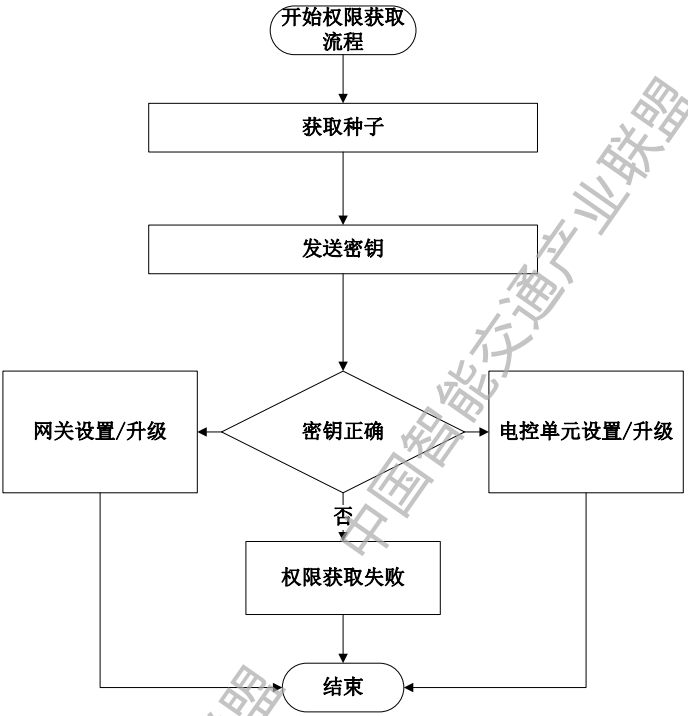 开始权限获取
流程
获取种子
发送密钥
网关设置/升级
密钥正确
电控单元设置/升级
否
权限获取失败
结束
中国智能交通产业联盟
盟